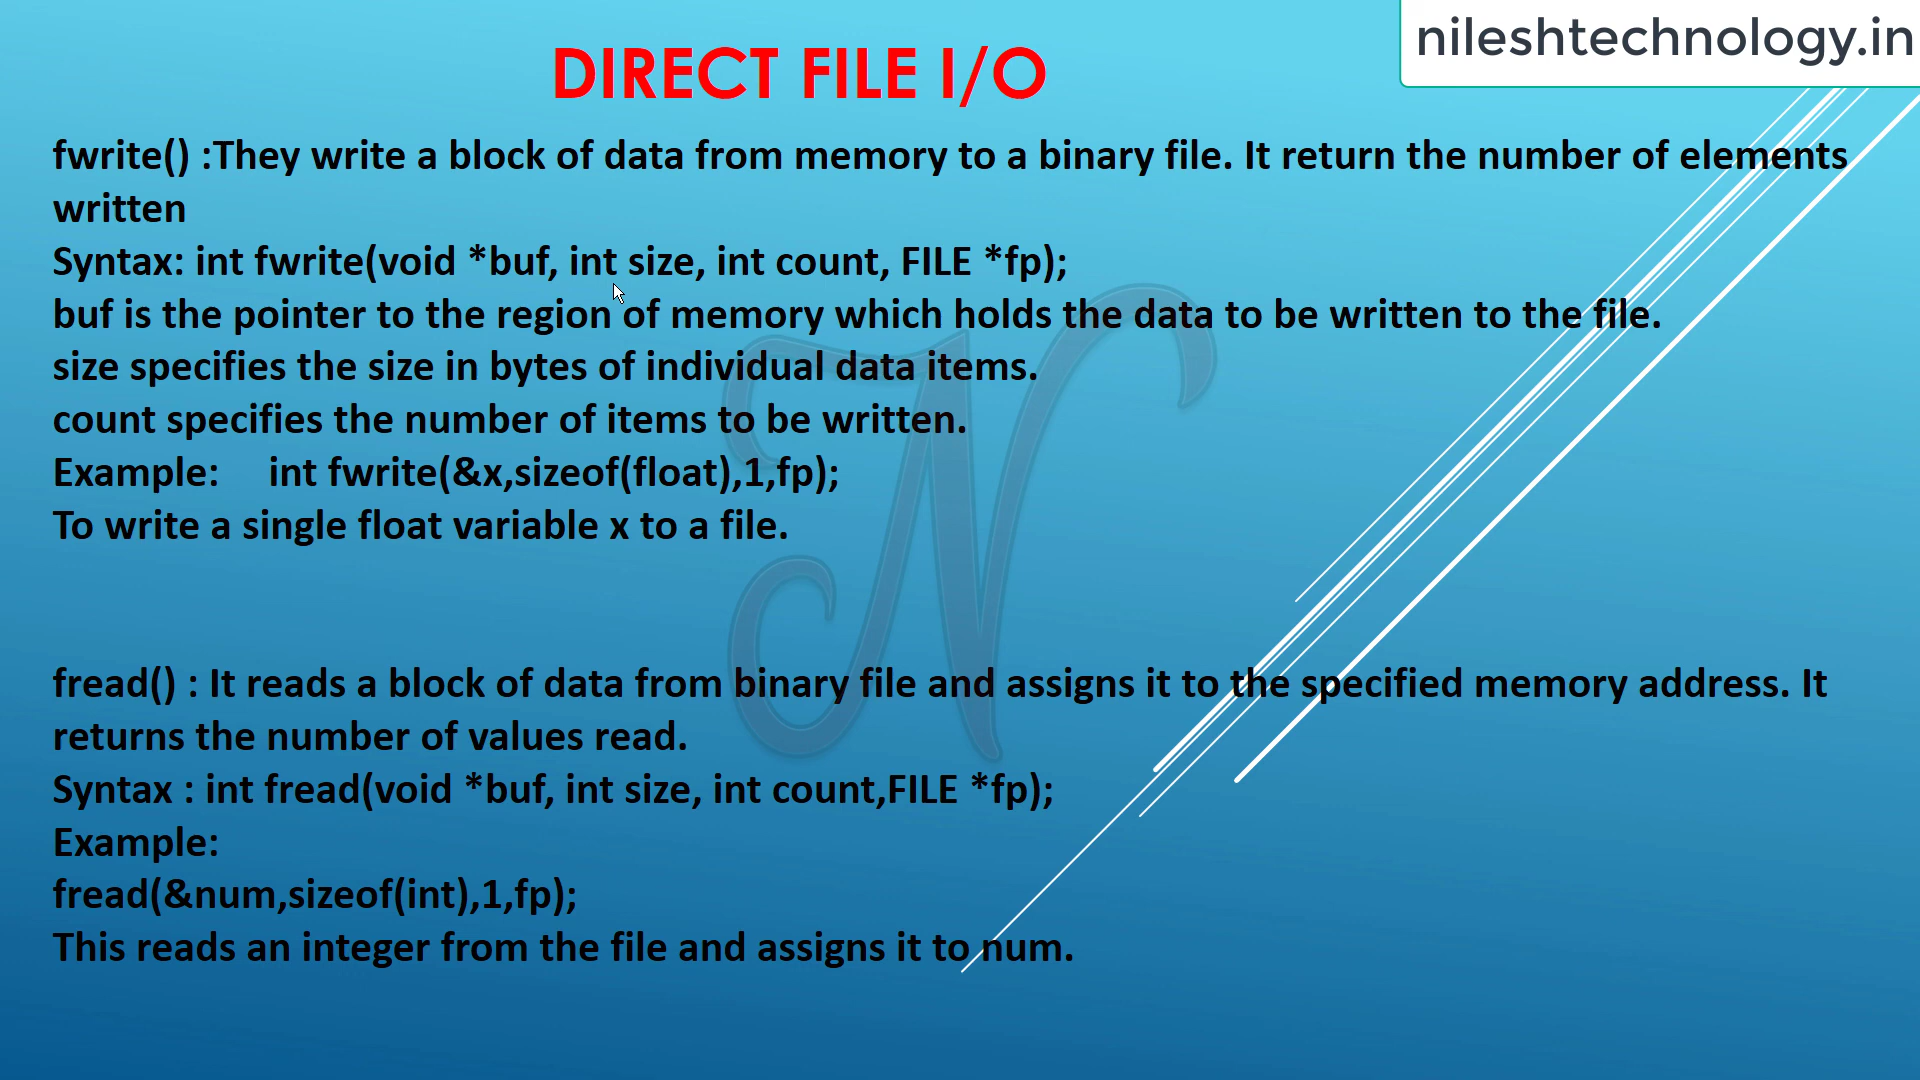 nileshtechnology.in
DIRECT FILE I/O
fwrite() :They write a block of data from memory to a binary file. It return the number of elements
written
Syntax: int fwrite(void *buf, int size, int count, FILE *fp);
buf is the pointer to the region of memory which holds the data to be written to the file.
size specifies the size in bytes of individual data items.
count specifies the number of items to be written.
Example: int fwrite(&x,sizeof(float),1,fp);
To write a single float variable x to a file.
fread() : It reads a block of data from binary file and assigns it to the specified memory address. It
returns the number of values read.
Syntax : int fread(void *buf, int size, int count,FILE *fp);
Example:
fread(&num,sizeof(int),1,fp);
This reads an integer from the file and assigns it to num.
N